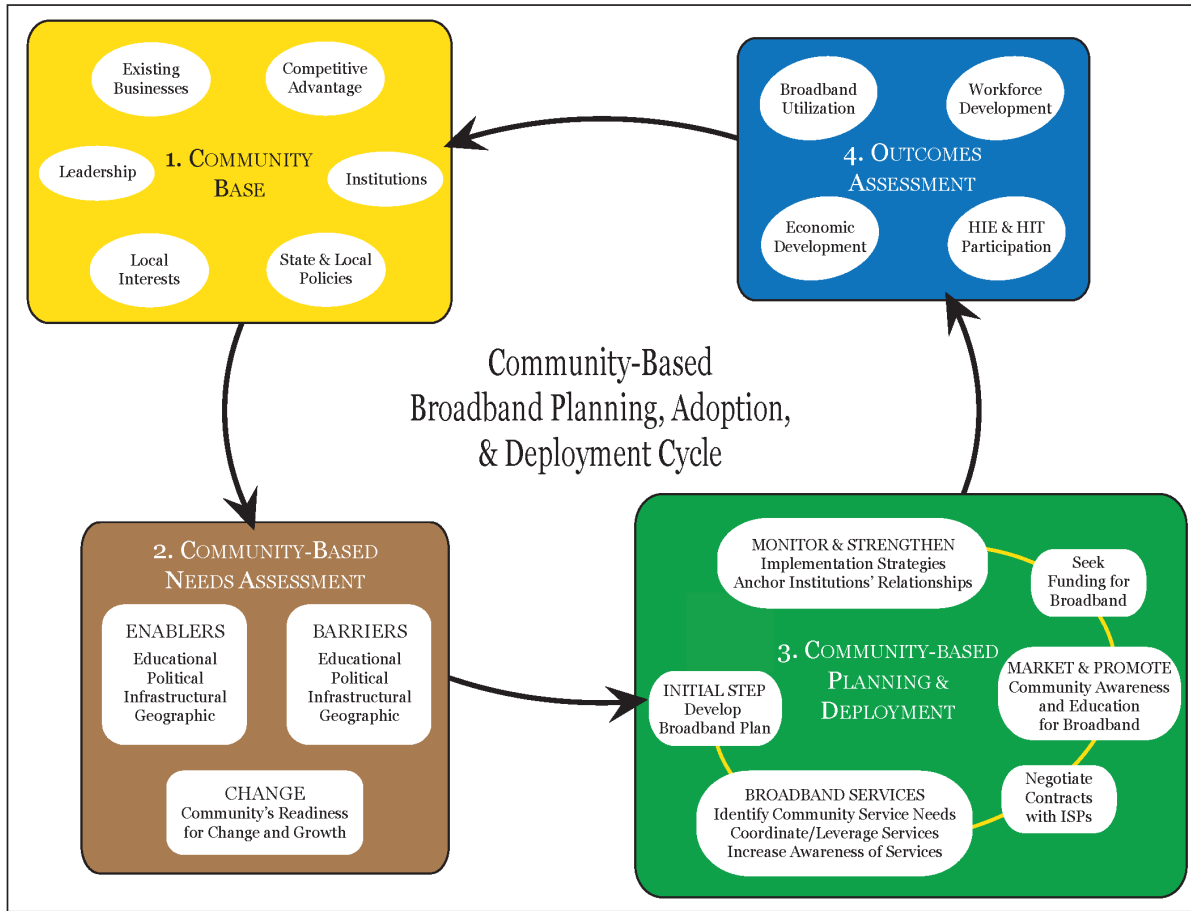 Existing
Businesses
Competitive
Advantage
1. Community
Base
Leadership
Institutions
Local
Interests
State & Local
Policies
Broadband
Utilization
Workforce
Development
4. Outcomes
Assessment
Economic
Development
HIE & HIT
Participation
Community-Based
Broadband Planning, Adoption,
& Deployment Cycle
2. Community-Based
Needs Assessment
ENABLERS
Educational
Political
Infrastructural
Geographic
BARRIERS
Educational
Political
Infrastructural
Geographic
CHANGE
Community's Readiness
for Change and Growth
MONITOR & STRENGTHEN
Implementation Strategies
Anchor Institutions' Relationships
Seek
Funding for
Broadband
3. Community-based
Planning &
Deployment
INITIAL STEP
Develop
Broadband Plan
MARKET & PROMOTE
Community Awareness
and Education
for Broadband
Negotiate
Contracts
with ISPs
BROADBAND SERVICES
Identify Community Service Needs
Coordinate/Leverage Services
Increase Awareness of Services